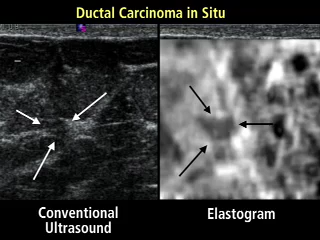 Ductal Carcinoma in Situ
Conventional
Ultrasound
Elastogram